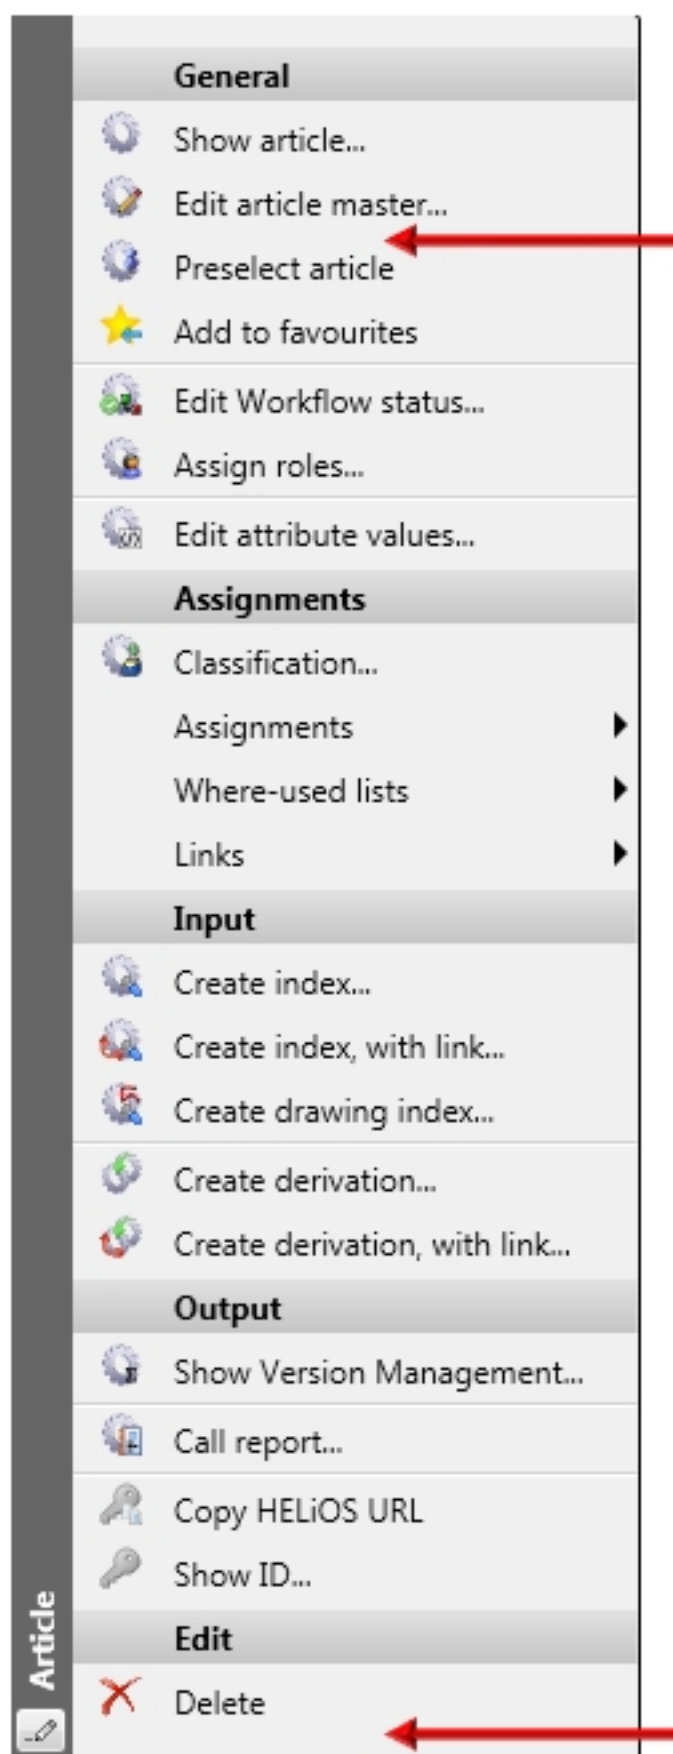 General
Show article...
Edit article master...
Preselect article
Add to favourites
Edit Workflow status...
Assign roles...
Edit attribute values...
Assignments
Classification...
Assignments
Where-used lists
Links
Input
Create index...
Create index, with link...
Create drawing index...
Create derivation...
Create derivation, with link...
Output
Show Version Management...
Call report...
Copy HELiOS URL
Show ID...
Edit
Delete
Article